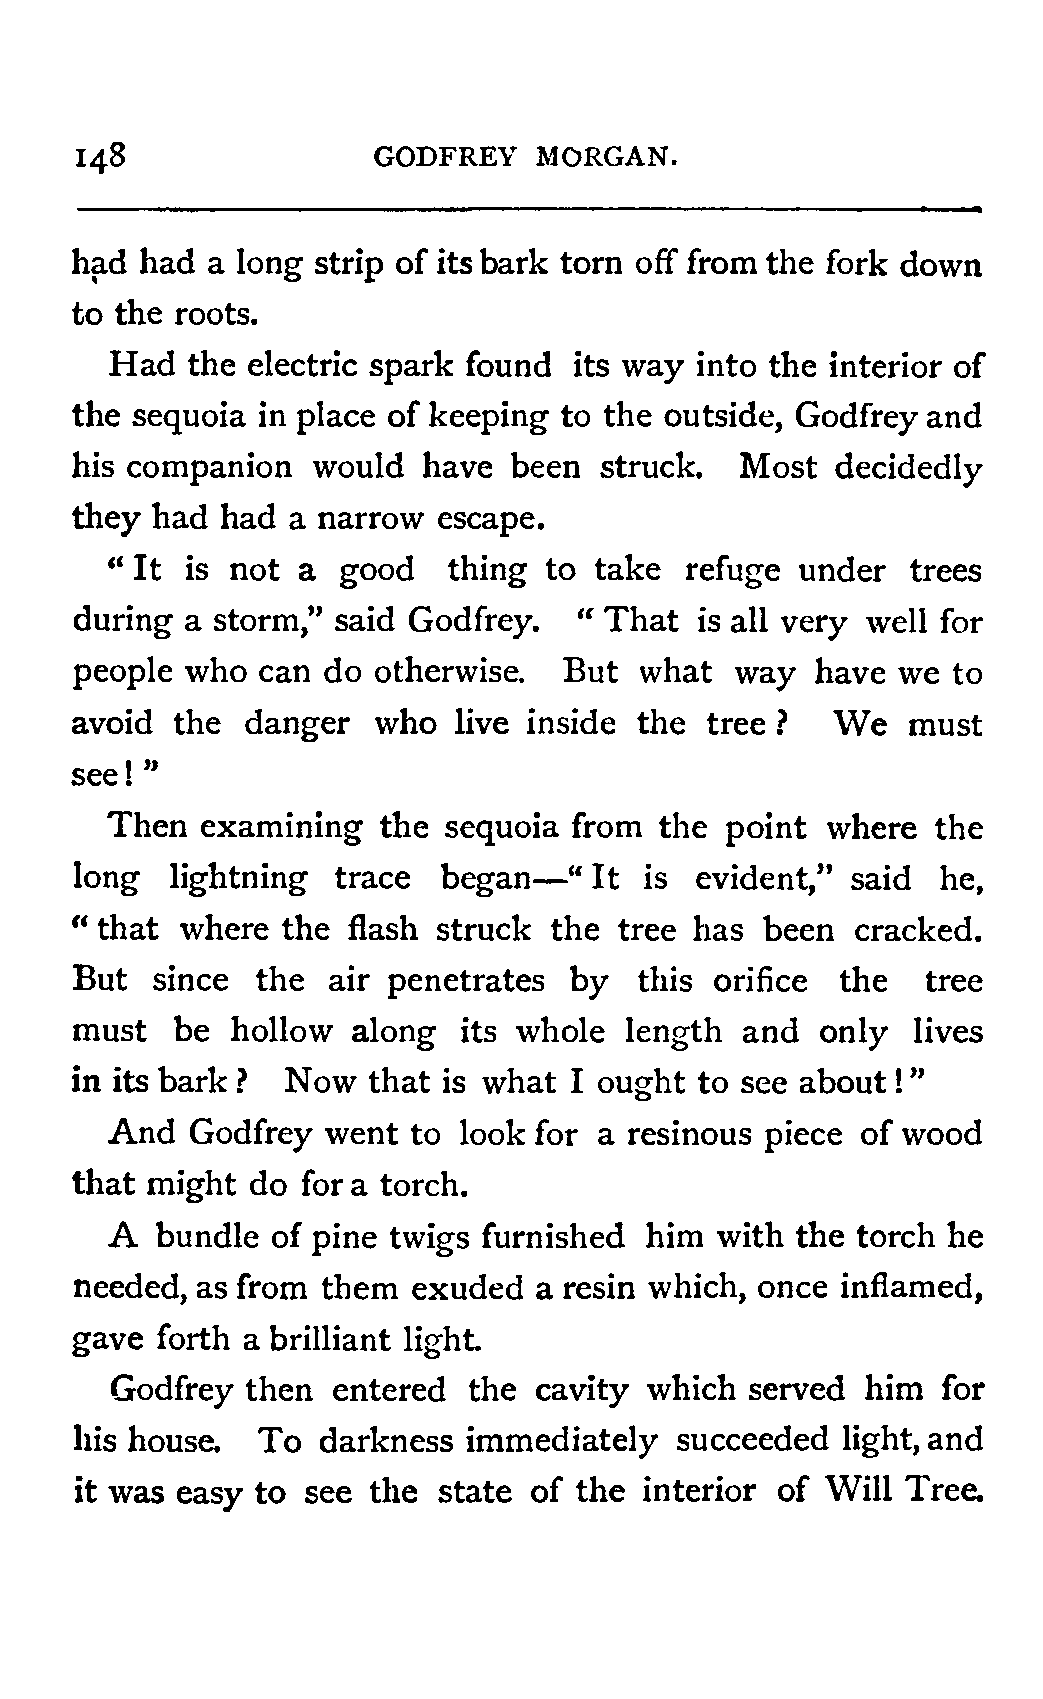 148 GODFREY MORGAN.
had had a long strip of its bark torn off from the fork down
to the roots.
Had the electric spark found its way into the interior of
the sequoia in place of keeping to the outside, Godfrey and
his companion would have been struck. Most decidedly
they had had a narrow escape.
“ It is not a good thing to take refuge under trees
during a storm,” said Godfrey. “ That is all very well for
people who can do otherwise. But what way have we to
avoid the danger who live inside the tree ? We must
see ! ”
Then examining the sequoia from the point where the
long lightning trace began—“ It is evident,” said he,
“ that where the flash struck the tree has been cracked.
But since the air penetrates by this orifice the tree
must be hollow along its whole length and only lives
in its bark ? Now that is what I ought to see about ! ”
And Godfrey went to look for a resinous piece of wood
that might do for a torch.
A bundle of pine twigs furnished him with the torch he
needed, as from them exuded a resin which, once inflamed,
gave forth a brilliant light.
Godfrey then entered the cavity which served him for
his house. To darkness immediately succeeded light, and
it was easy to see the state of the interior of Will Tree.